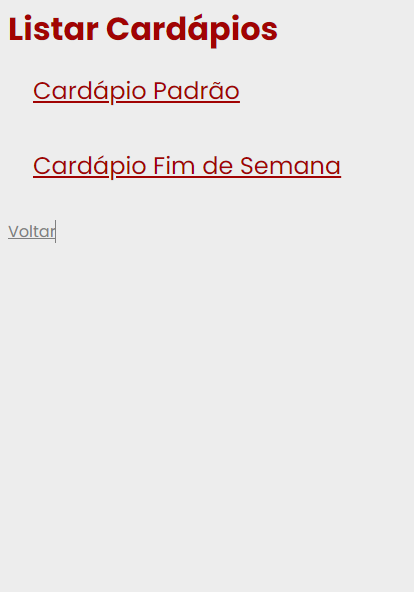 Listar Cardápios
Cardápio Padrão
Cardápio Fim de Semana
Voltar